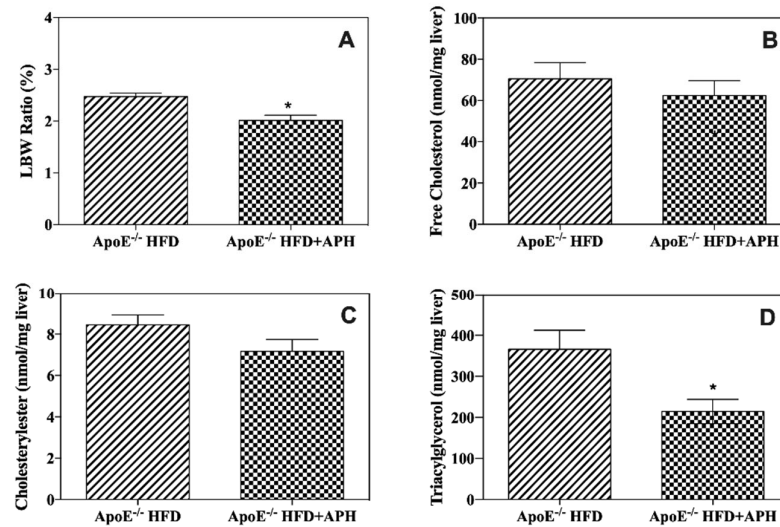 A
LBW Ratio (%)
4
3
2
1
0
*
ApoE⁻/⁻ HFD
ApoE⁻/⁻ HFD+APH
B
Free Cholesterol (nmol/mg liver)
100
80
60
40
20
0
ApoE⁻/⁻ HFD
ApoE⁻/⁻ HFD+APH
C
Cholesterylester (nmol/mg liver)
10
8
6
4
2
0
ApoE⁻/⁻ HFD
ApoE⁻/⁻ HFD+APH
D
Triacylglycerol (nmol/mg liver)
500
400
300
200
100
0
*
ApoE⁻/⁻ HFD
ApoE⁻/⁻ HFD+APH